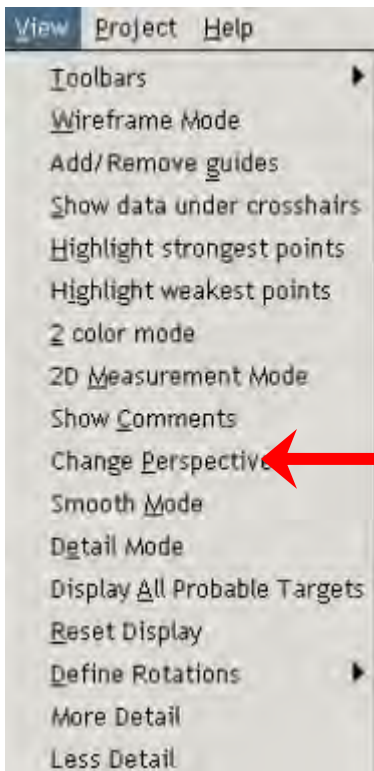 View Project Help
Toolbars
Wireframe Mode
Add/Remove guides
Show data under crosshairs
Highlight strongest points
Highlight weakest points
2 color mode
2D Measurement Mode
Show Comments
Change Perspective
Smooth Mode
Detail Mode
Display All Probable Targets
Reset Display
Define Rotations
More Detail
Less Detail